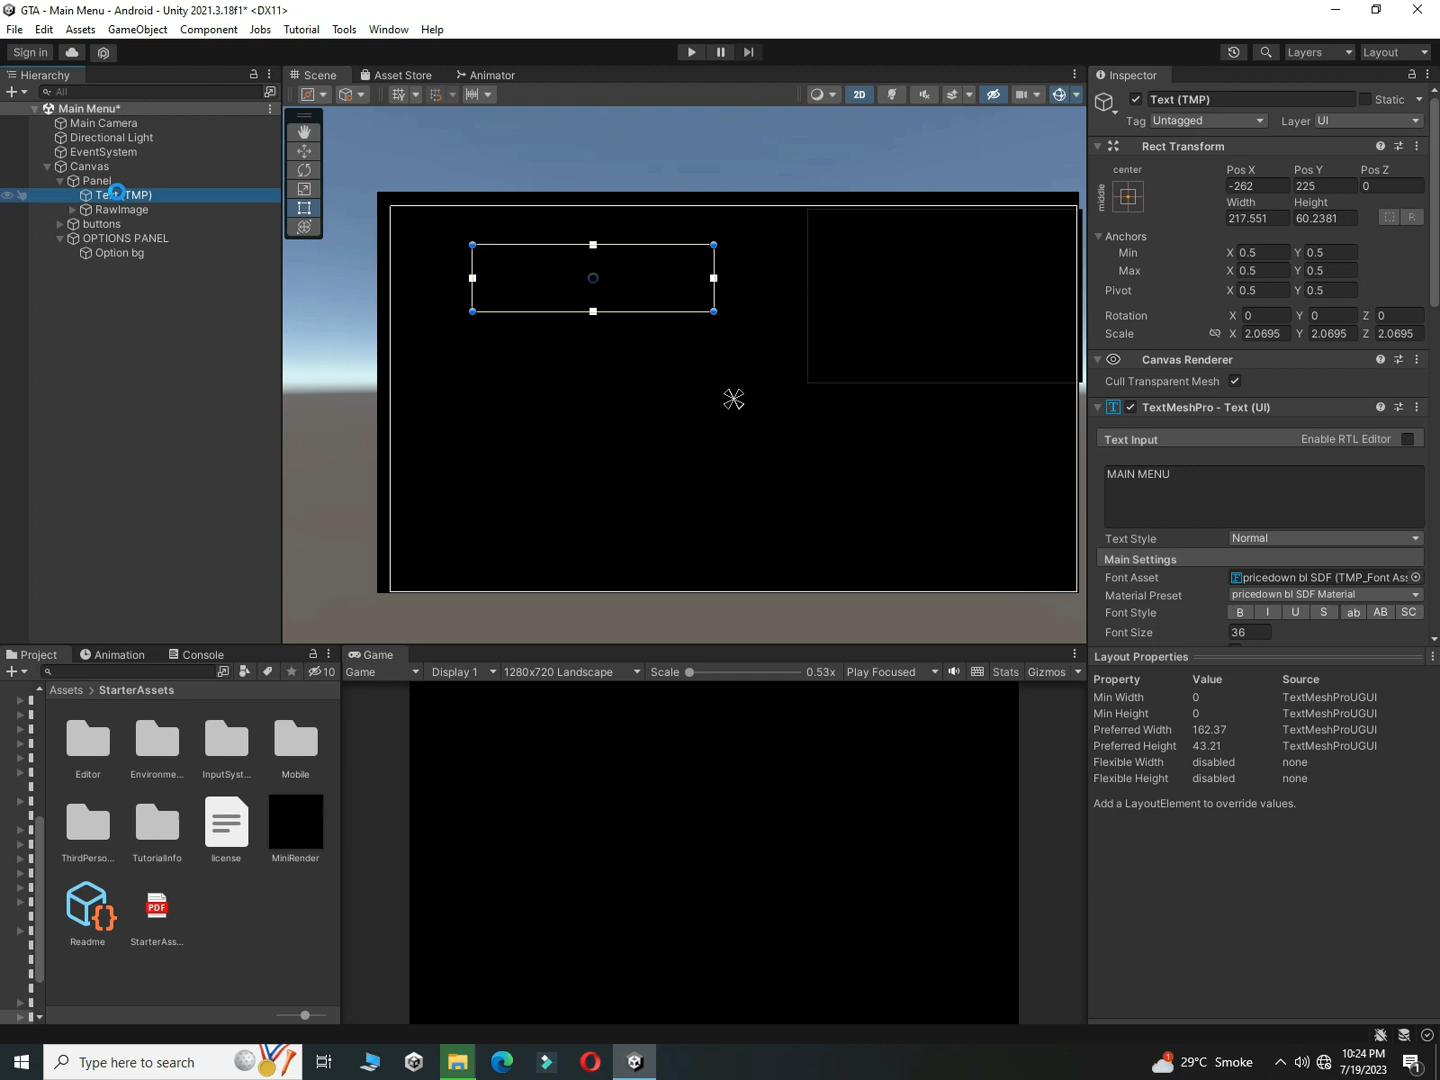 GTA - Main Menu - Android - Unity 2021.3.18f1* <DX11>
File Edit Assets GameObject Component Jobs Tutorial Tools Window Help
Sign in Layers Layout
Hierarchy Scene Asset Store Animator Inspector
All 2D
Main Menu*
Main Camera
Directional Light
EventSystem
Canvas
Panel
Text (TMP)
RawImage
buttons
OPTIONS PANEL
Option bg
Text (TMP) Static
Tag Untagged Layer UI
Rect Transform
center Pos X Pos Y Pos Z
middle -262 225 0
Width Height
217.551 60.2381 R
Anchors
Min X 0.5 Y 0.5
Max X 0.5 Y 0.5
Pivot X 0.5 Y 0.5
Rotation X 0 Y 0 Z 0
Scale X 2.0695 Y 2.0695 Z 2.0695
Canvas Renderer
Cull Transparent Mesh
TextMeshPro - Text (UI)
Text Input Enable RTL Editor
MAIN MENU
Text Style Normal
Main Settings
Font Asset pricedown bl SDF (TMP_Font Ass
Material Preset pricedown bl SDF Material
Font Style B I U S ab AB SC
Font Size 36
Project Animation Console Game
10 Game Display 1 1280x720 Landscape Scale 0.53x Play Focused Stats Gizmos
Assets > StarterAssets
Editor Environme... InputSyst... Mobile
ThirdPerso... TutorialInfo license MiniRender
PDF
Readme StarterAss...
Layout Properties
Property Value Source
Min Width 0 TextMeshProUGUI
Min Height 0 TextMeshProUGUI
Preferred Width 162.37 TextMeshProUGUI
Preferred Height 43.21 TextMeshProUGUI
Flexible Width disabled none
Flexible Height disabled none
Add a LayoutElement to override values.
Type here to search 29°C Smoke 10:24 PM
7/19/2023